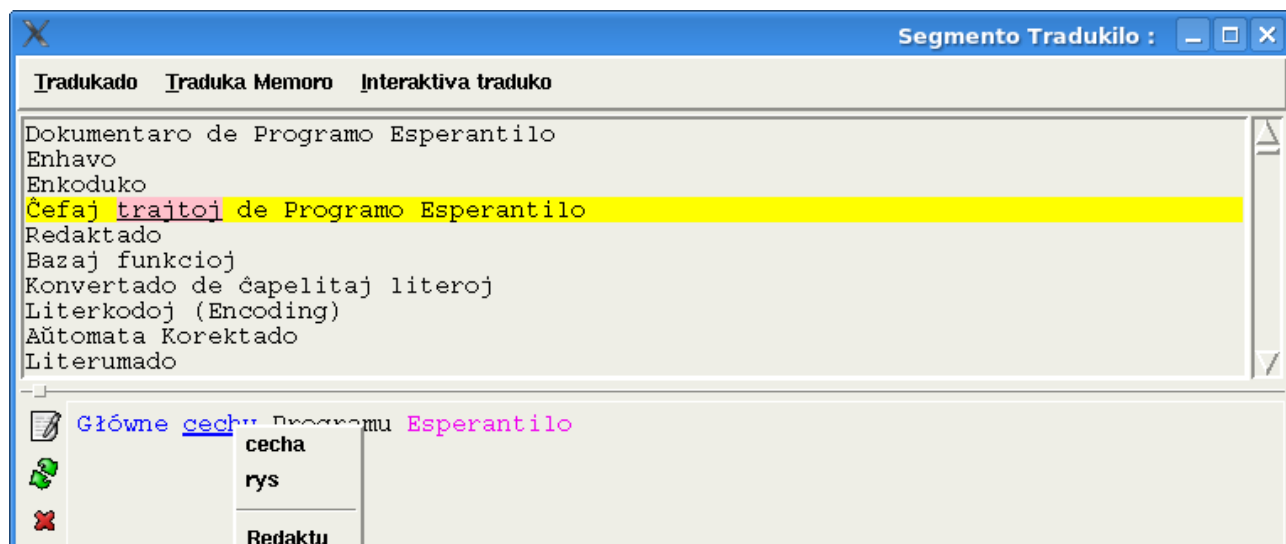 Segmento Tradukilo :
Tradukado Traduka Memoro Interaktiva traduko
Dokumentaro de Programo Esperantilo
Enhavo
Enkoduko
Ĉefaj trajtoj de Programo Esperantilo
Redaktado
Bazaj funkcioj
Konvertado de ĉapelitaj literoj
Literkodoj (Encoding)
Aŭtomata Korektado
Literumado
Główne cechy Programu Esperantilo
cecha
rys
Redaktu